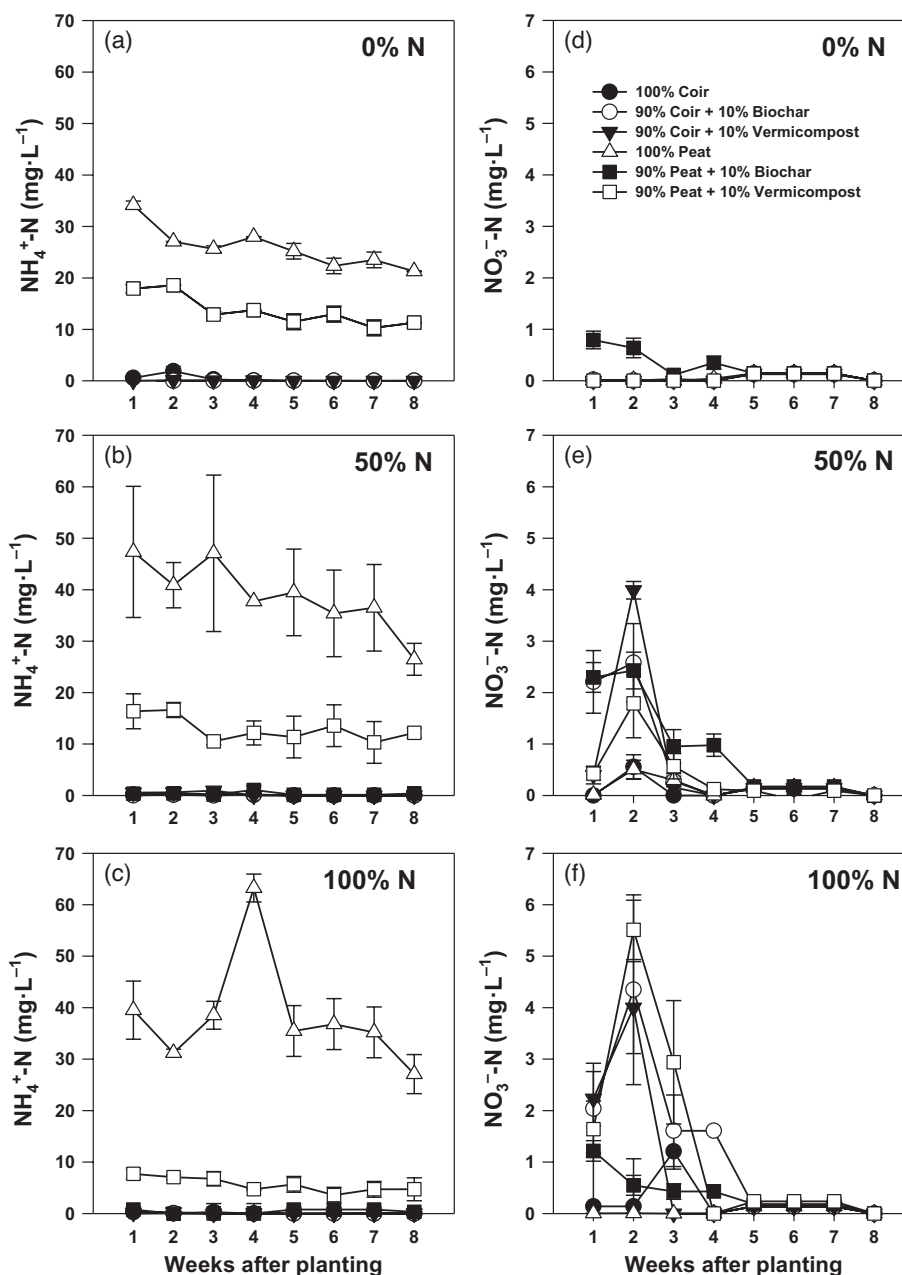 (a)
0% N
NH₄⁺-N (mg·L⁻¹)
70
60
50
40
30
20
10
0
1 2 3 4 5 6 7 8
(d)
0% N
100% Coir
90% Coir + 10% Biochar
90% Coir + 10% Vermicompost
100% Peat
90% Peat + 10% Biochar
90% Peat + 10% Vermicompost
NO₃⁻-N (mg·L⁻¹)
7
6
5
4
3
2
1
0
1 2 3 4 5 6 7 8
(b)
50% N
NH₄⁺-N (mg·L⁻¹)
70
60
50
40
30
20
10
0
1 2 3 4 5 6 7 8
(e)
50% N
NO₃⁻-N (mg·L⁻¹)
7
6
5
4
3
2
1
0
1 2 3 4 5 6 7 8
(c)
100% N
NH₄⁺-N (mg·L⁻¹)
70
60
50
40
30
20
10
0
1 2 3 4 5 6 7 8
Weeks after planting
(f)
100% N
NO₃⁻-N (mg·L⁻¹)
7
6
5
4
3
2
1
0
1 2 3 4 5 6 7 8
Weeks after planting